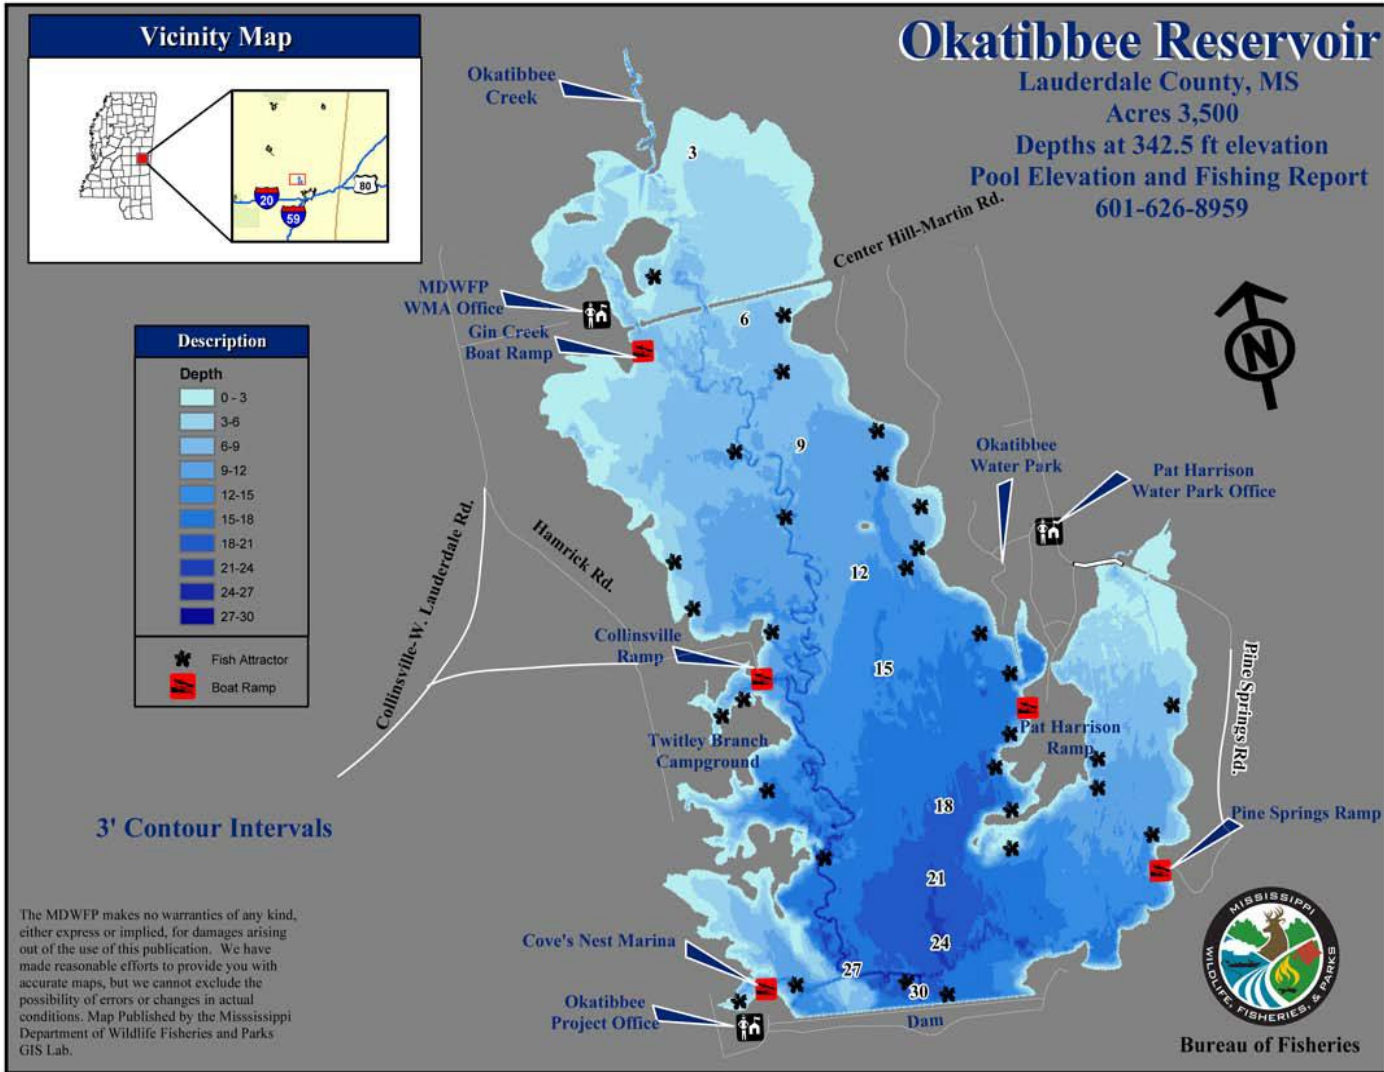 Vicinity Map
20
59
80
Okatibbee Reservoir
Lauderdale County, MS
Acres 3,500
Depths at 342.5 ft elevation
Pool Elevation and Fishing Report
601-626-8959
Okatibbee
Creek
3
Center Hill-Martin Rd.
MDWFP
WMA Office
Gin Creek
Boat Ramp
6
N
Description
Depth
0 - 3
3-6
6-9
9-12
12-15
15-18
18-21
21-24
24-27
27-30
Fish Attractor
Boat Ramp
9
Okatibbee
Water Park
Pat Harrison
Water Park Office
Collinsville-W. Lauderdale Rd.
Hamrick Rd.
12
Collinsville
Ramp
15
Pine Springs Rd.
Twitley Branch
Campground
Pat Harrison
Ramp
18
Pine Springs Ramp
3' Contour Intervals
21
24
Cove's Nest Marina
27
30
Okatibbee
Project Office
Dam
The MDWFP makes no warranties of any kind,
either express or implied, for damages arising
out of the use of this publication.  We have
made reasonable efforts to provide you with
accurate maps, but we cannot exclude the
possibility of errors or changes in actual
conditions. Map Published by the Misssissippi
Department of Wildlife Fisheries and Parks
GIS Lab.
MISSISSIPPI
WILDLIFE, FISHERIES, & PARKS
Bureau of Fisheries